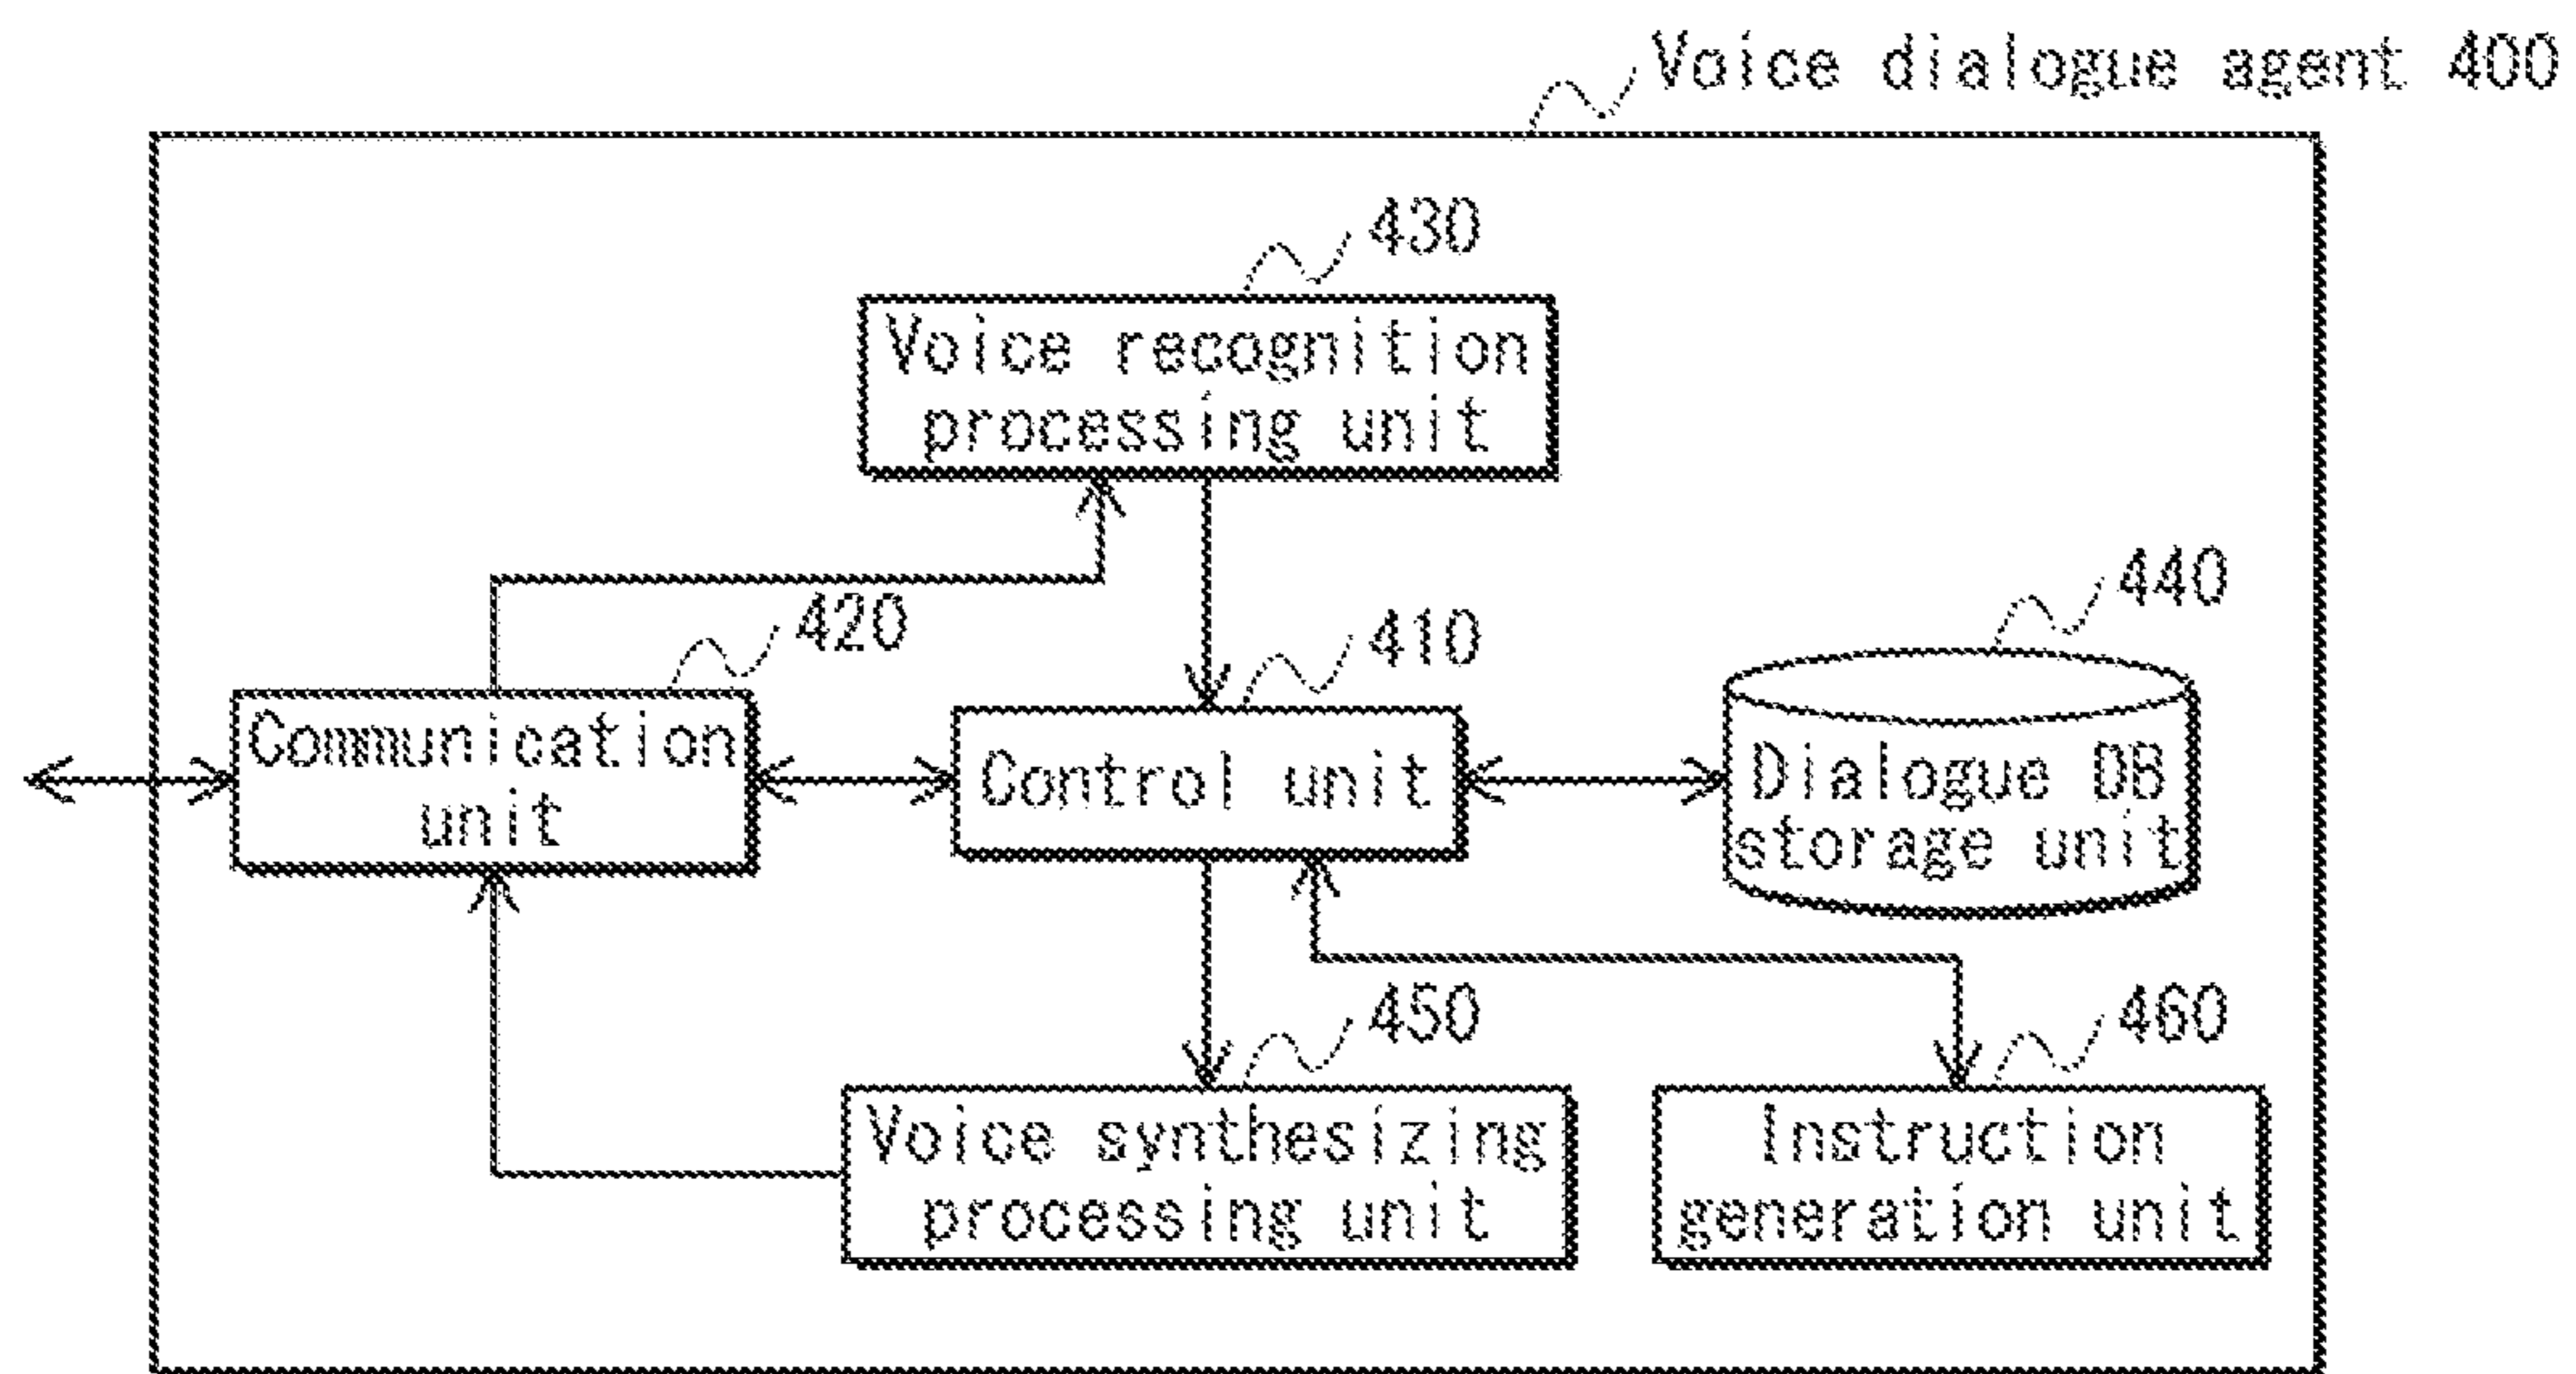 Voice dialogue agent 400
430
Voice recognition
processing unit
420
410
440
Communication
unit
Control unit
Dialogue DB
storage unit
450
460
Voice synthesizing
processing unit
Instruction
generation unit